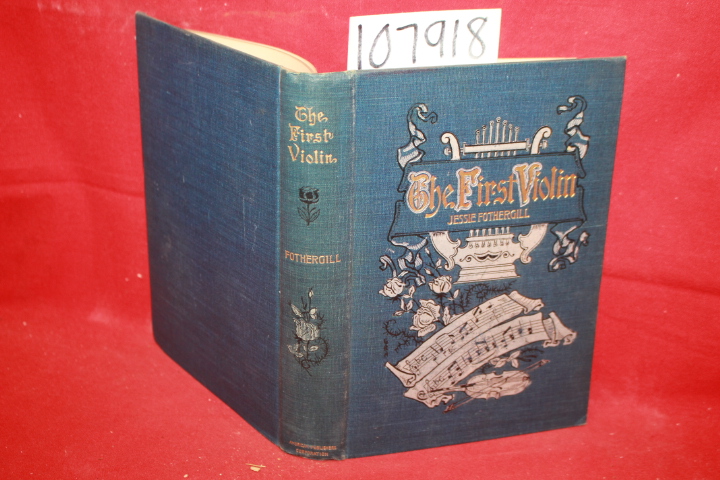 107918
The
First
Violin
FOTHERGILL
The First Violin
JESSIE FOTHERGILL